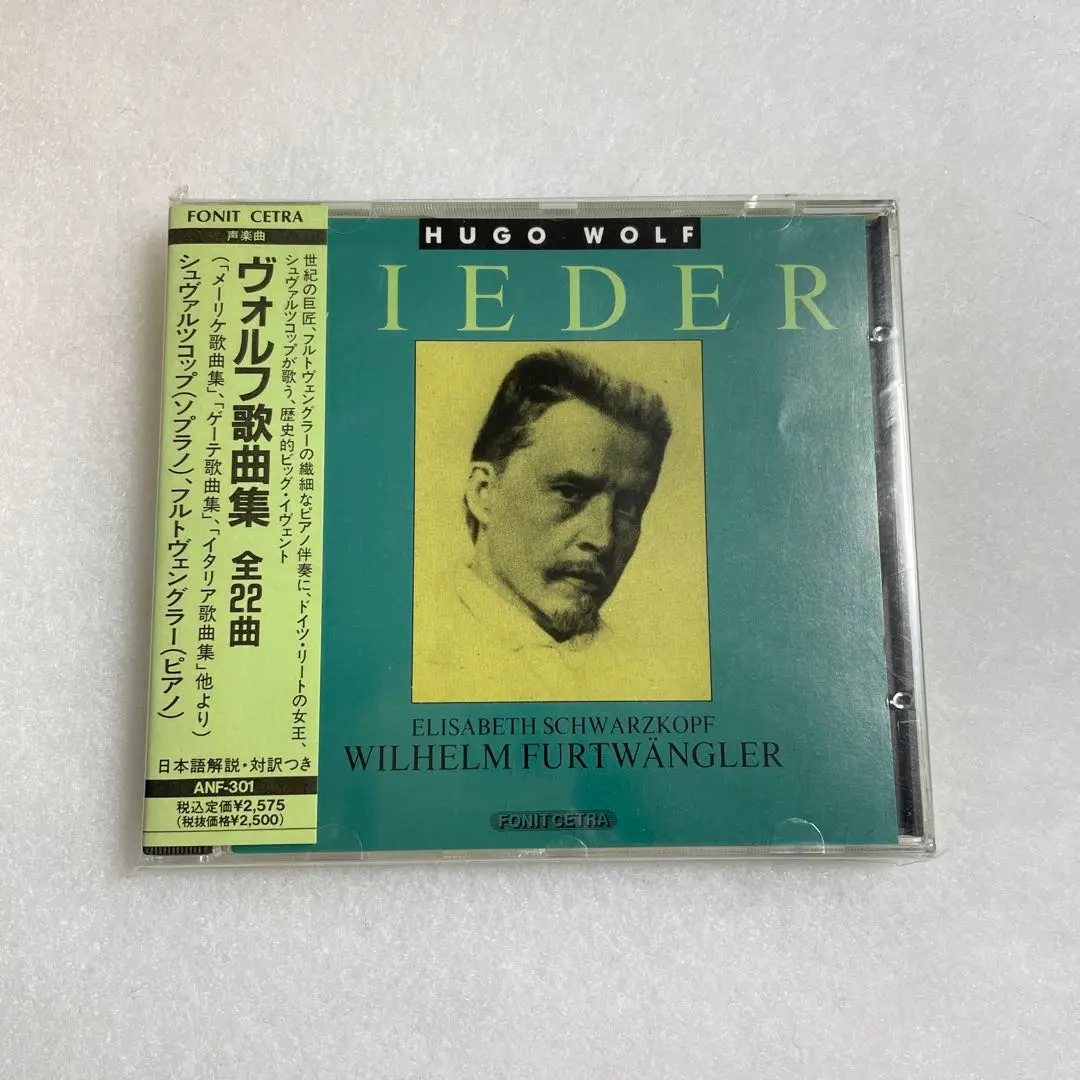 FONIT CETRA
声楽曲
世紀の巨匠、フルトヴェングラーの繊細なピアノ伴奏に、ドイツ・リートの女王、
シュヴァルツコップが歌う、歴史的ビッグ・イヴェント
ヴォルフ歌曲集 全22曲
(「メーリケ歌曲集」、「ゲーテ歌曲集」、「イタリア歌曲集」他より)
シュヴァルツコップ(ソプラノ)、フルトヴェングラー(ピアノ)
日本語解説・対訳つき
ANF-301
税込定価¥2,575
(税抜価格¥2,500)
HUGO WOLF
LIEDER
ELISABETH SCHWARZKOPF
WILHELM FURTWÄNGLER
FONIT CETRA